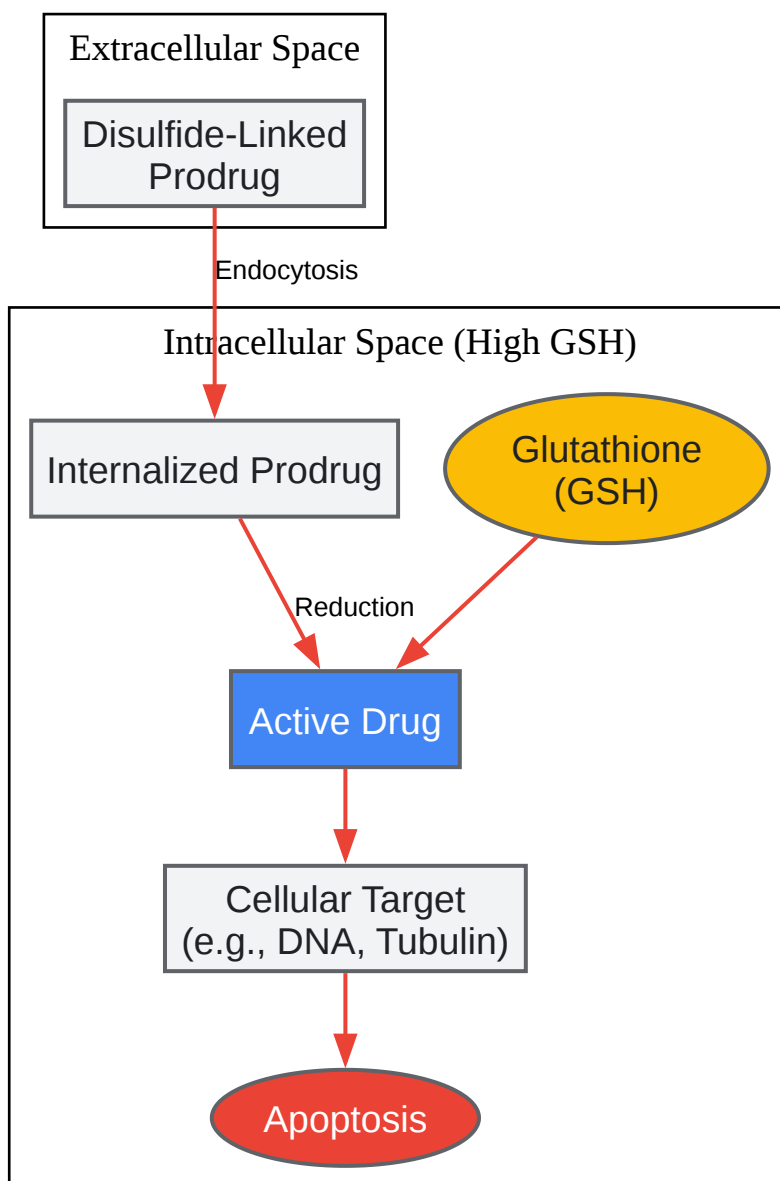 Extracellular Space
Disulfide-Linked
Prodrug
Endocytosis
Intracellular Space (High GSH)
Internalized Prodrug
Glutathione
(GSH)
Reduction
Active Drug
Cellular Target
(e.g., DNA, Tubulin)
Apoptosis